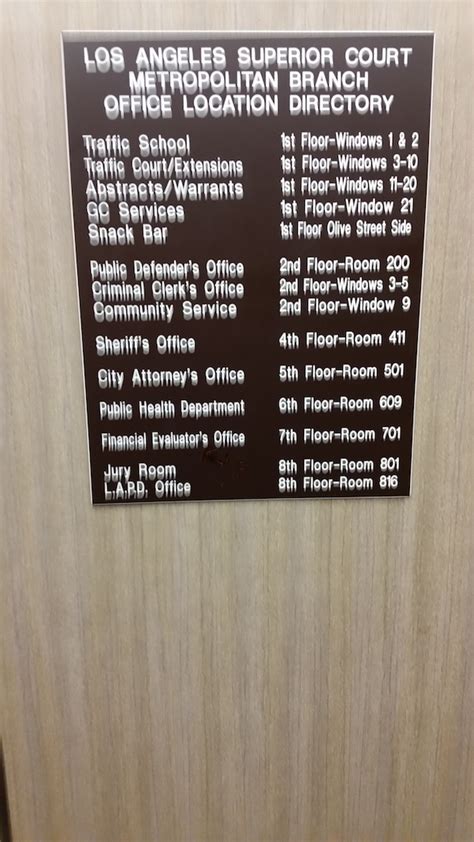 LOS ANGELES SUPERIOR COURT
METROPOLITAN BRANCH
OFFICE LOCATION DIRECTORY
Traffic School 1st Floor-Windows 1 & 2
Traffic Court/Extensions 1st Floor-Windows 3-10
Abstracts/Warrants 1st Floor-Windows 11-20
GC Services 1st Floor-Window 21
Snack Bar 1st Floor Olive Street Side
Public Defender's Office 2nd Floor-Room 200
Criminal Clerk's Office 2nd Floor-Windows 3-5
Community Service 2nd Floor-Window 9
Sheriff's Office 4th Floor-Room 411
City Attorney's Office 5th Floor-Room 501
Public Health Department 6th Floor-Room 609
Financial Evaluator's Office 7th Floor-Room 701
Jury Room 8th Floor-Room 801
L.A.P.D. Office 8th Floor-Room 816